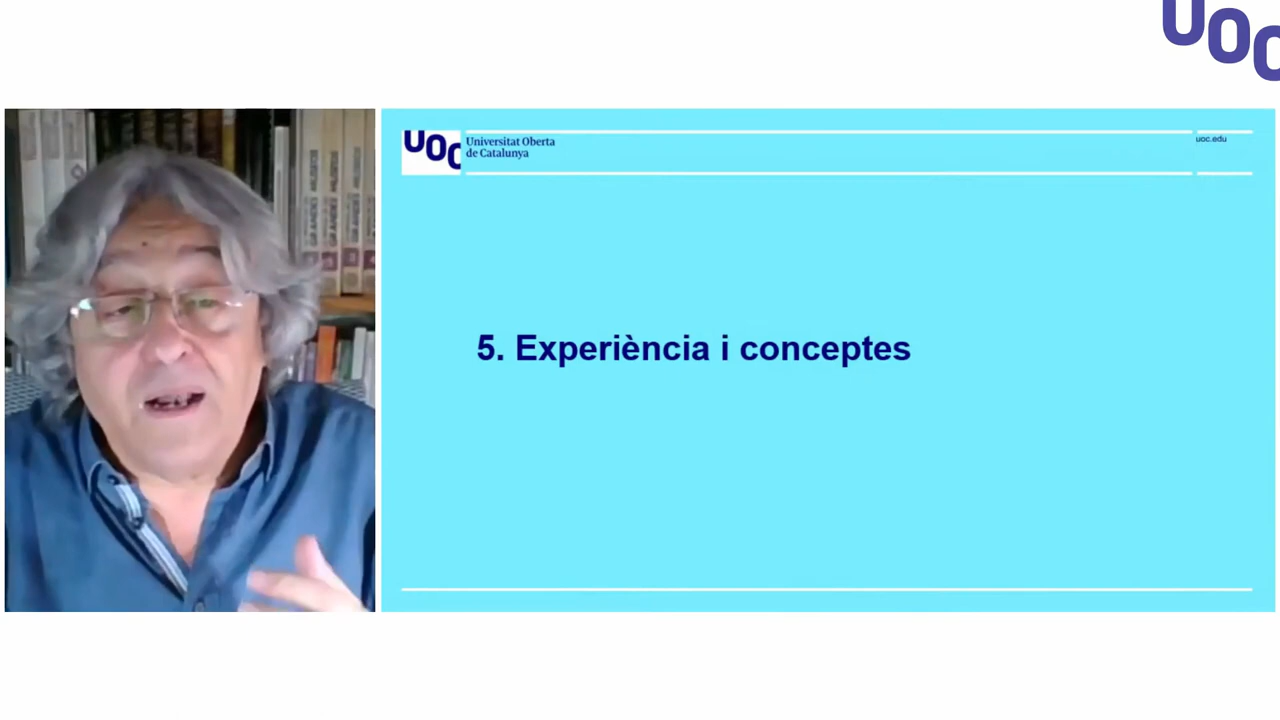 UOC
UOC
Universitat Oberta
de Catalunya
uoc.edu
5. Experiència i conceptes